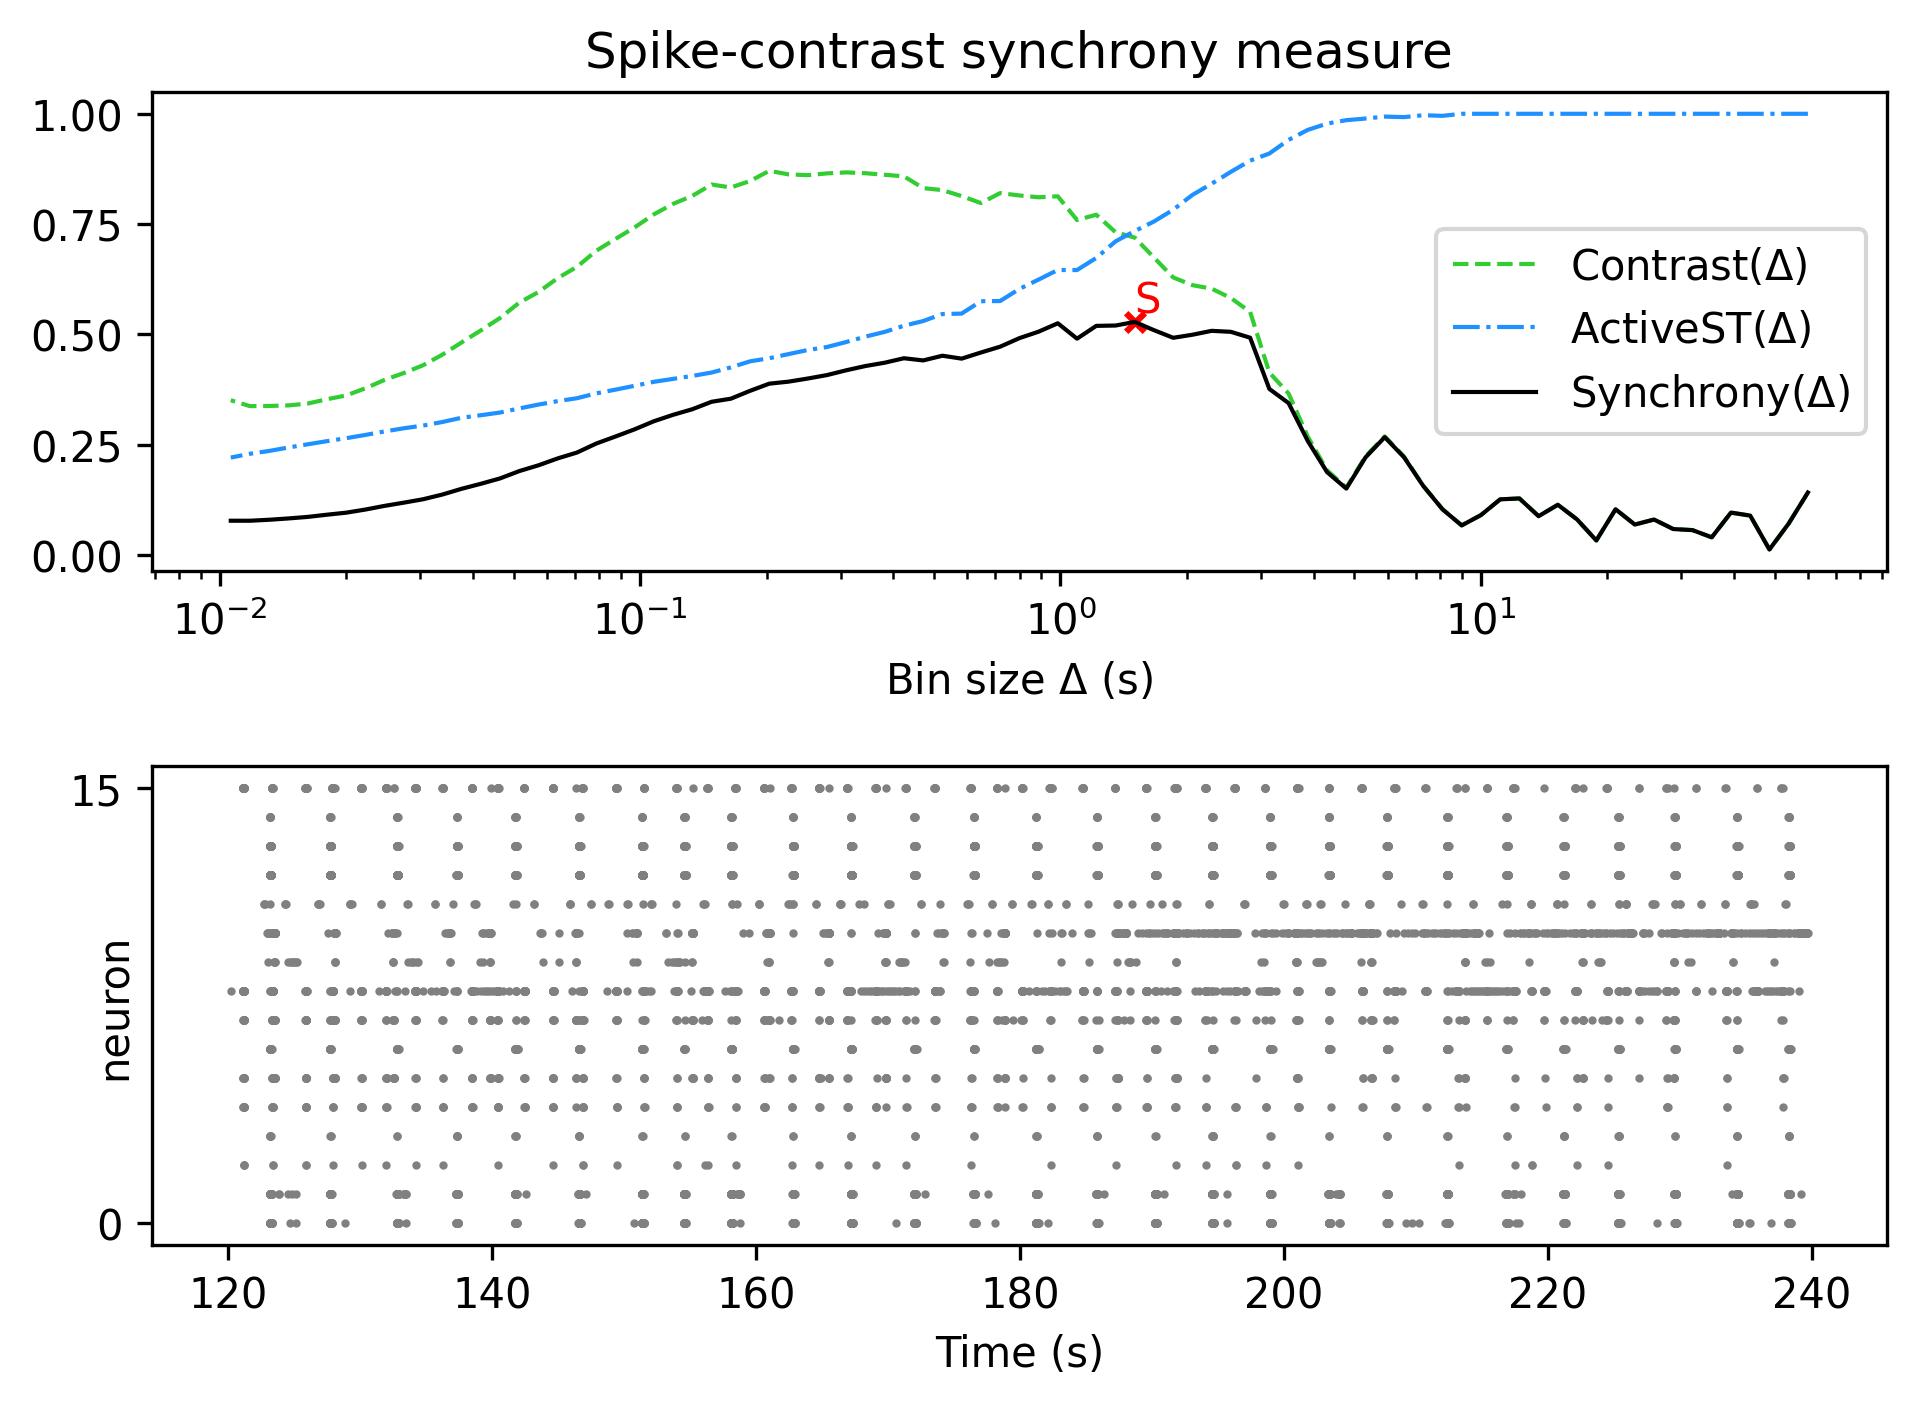 Spike-contrast synchrony measure
1.00
0.75
0.50
0.25
0.00
S
Contrast(Δ)
ActiveST(Δ)
Synchrony(Δ)
10⁻² 10⁻¹ 10⁰ 10¹
Bin size Δ (s)
15
neuron
0
120 140 160 180 200 220 240
Time (s)